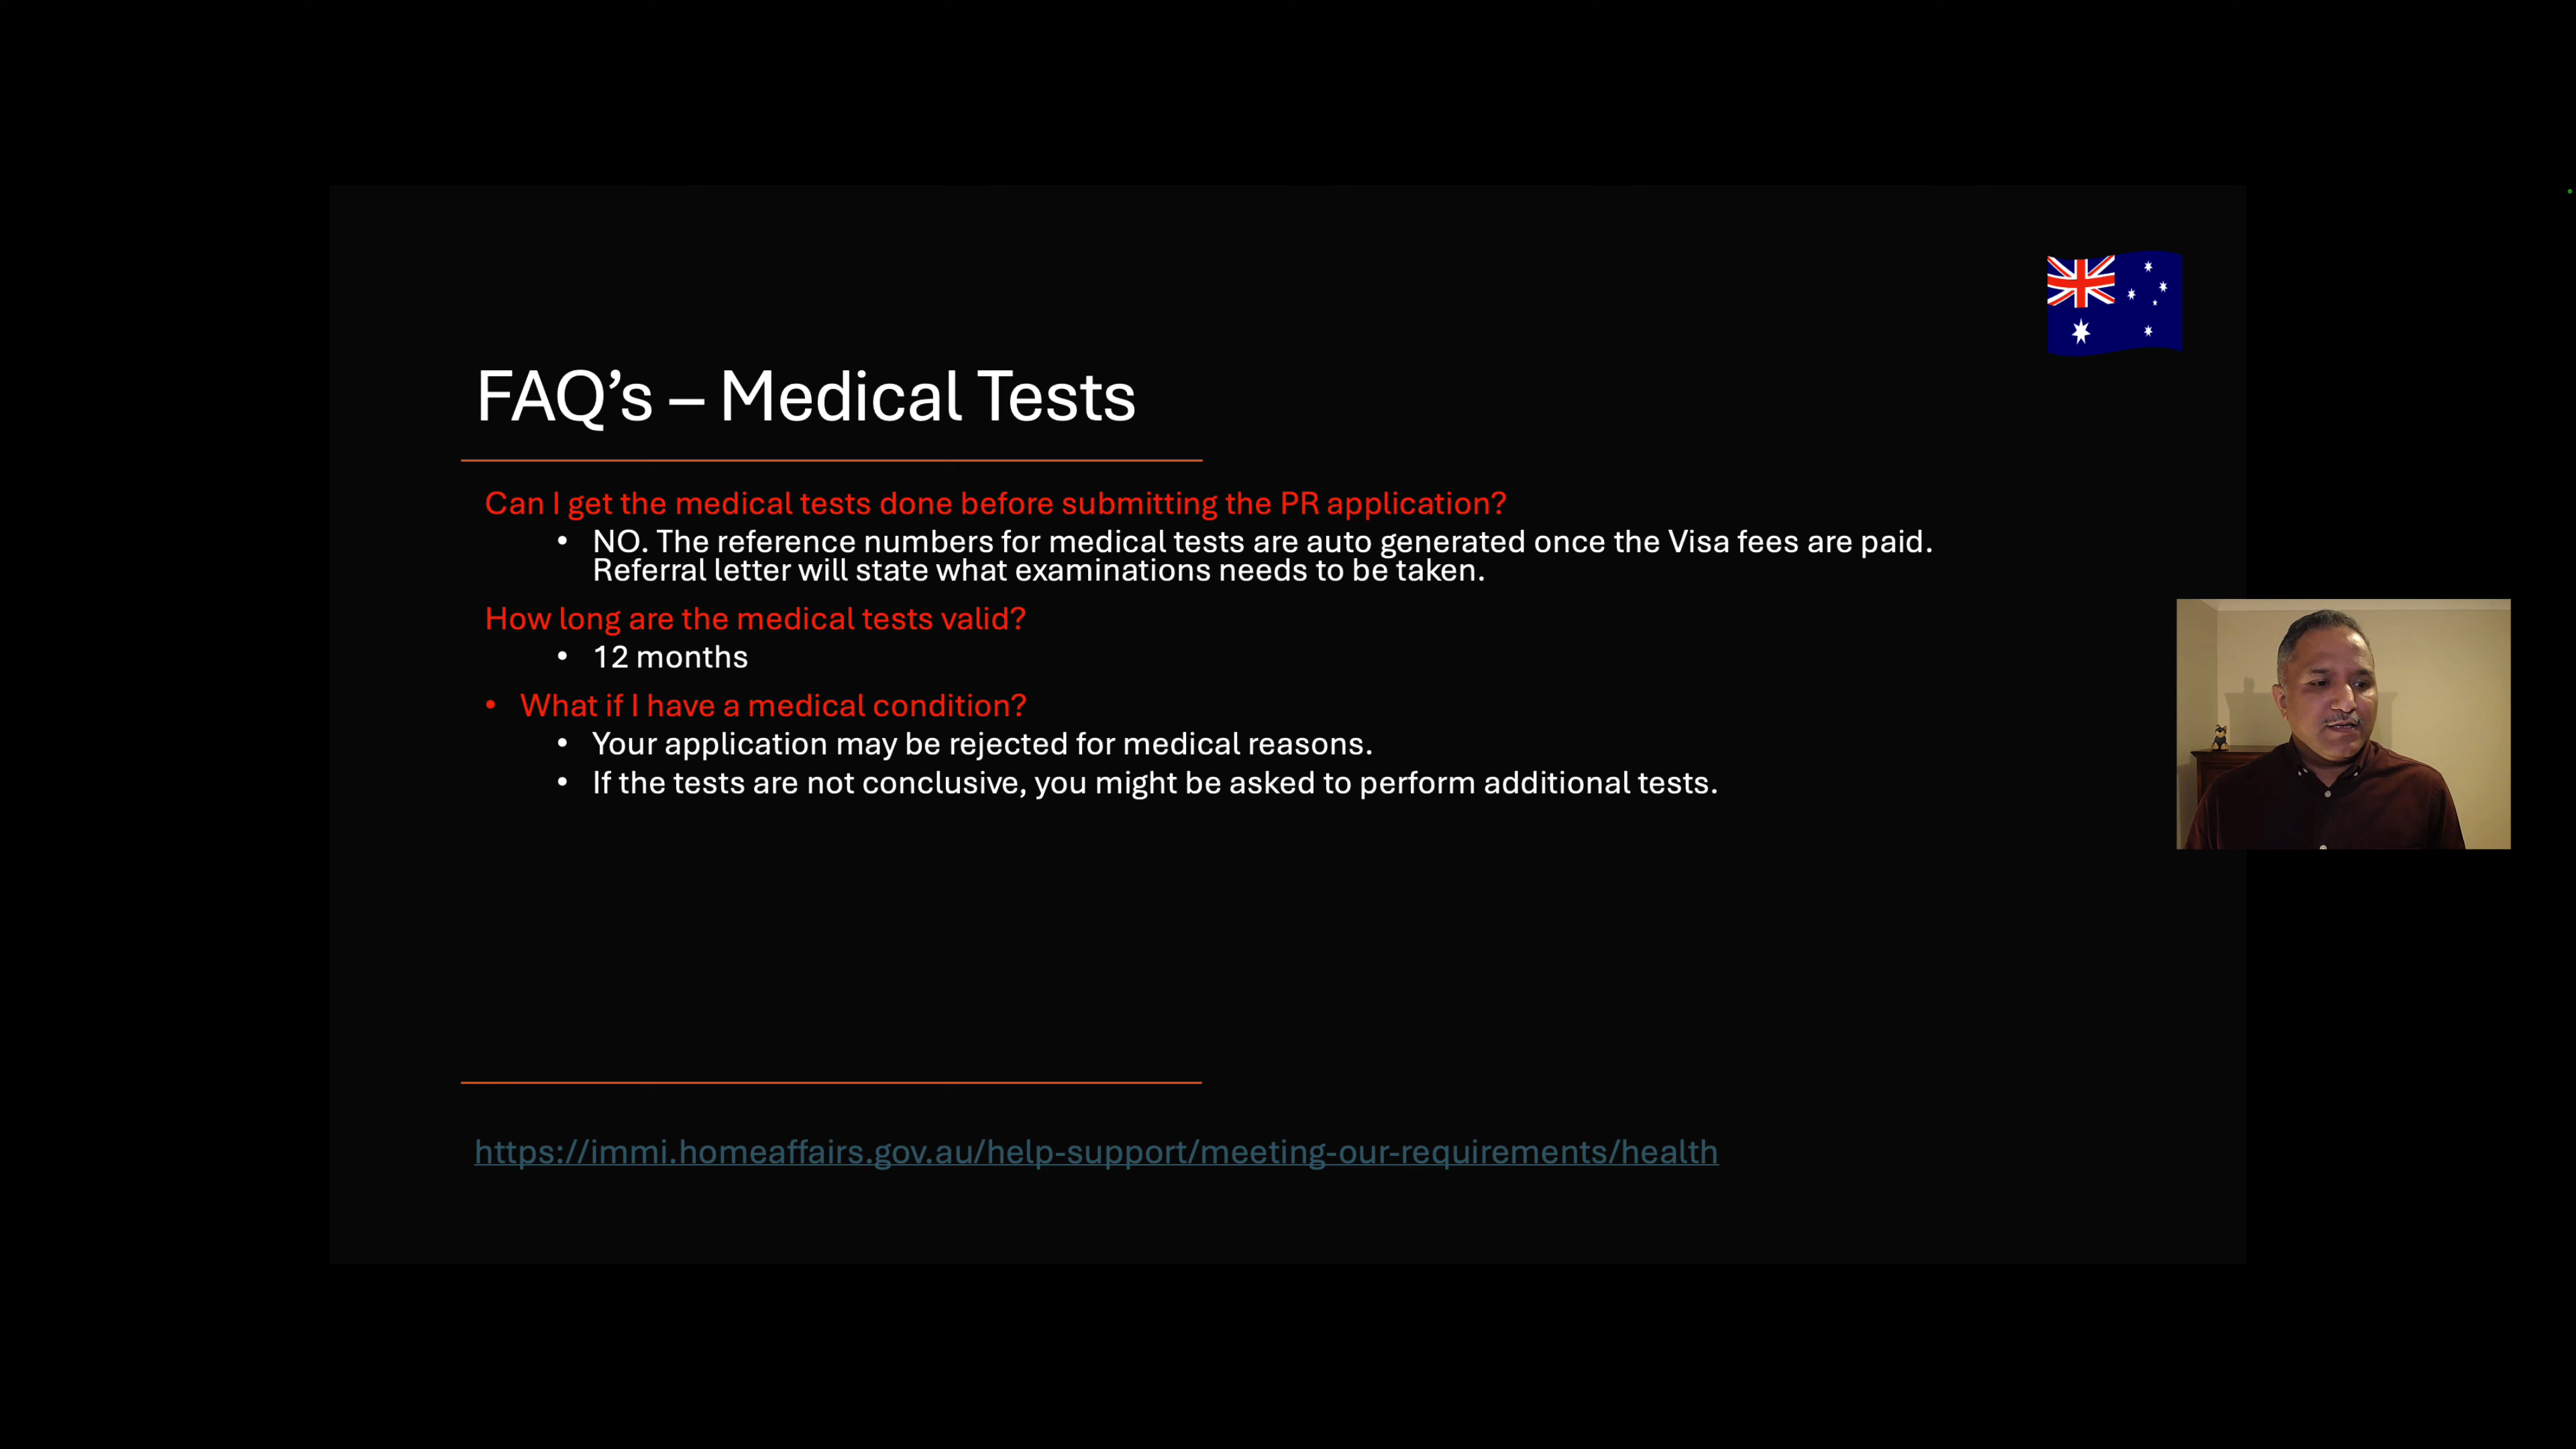 FAQ’s – Medical Tests
Can I get the medical tests done before submitting the PR application?
• NO. The reference numbers for medical tests are auto generated once the Visa fees are paid.
Referral letter will state what examinations needs to be taken.
How long are the medical tests valid?
• 12 months
• What if I have a medical condition?
• Your application may be rejected for medical reasons.
• If the tests are not conclusive, you might be asked to perform additional tests.
https://immi.homeaffairs.gov.au/help-support/meeting-our-requirements/health